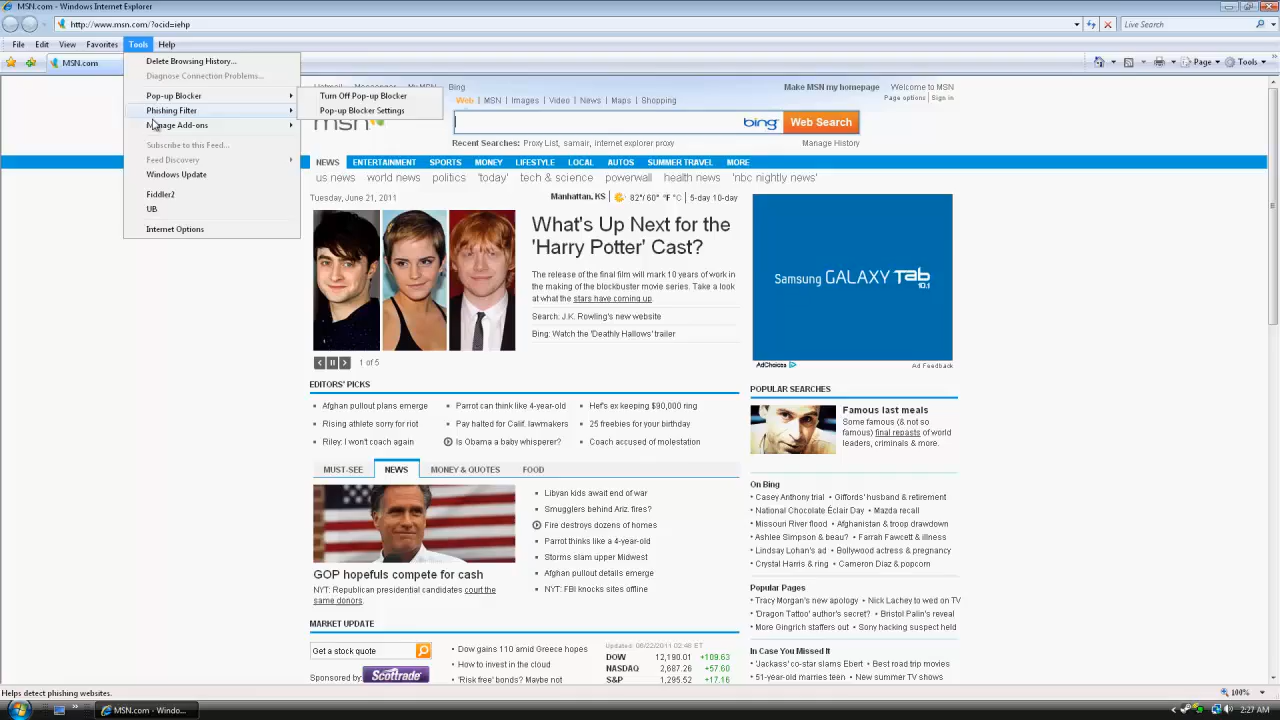 MSN.com - Windows Internet Explorer
http://www.msn.com/?ocid=iehp
Live Search
File Edit View Favorites Tools Help
MSN.com
Page Tools
Delete Browsing History...
Diagnose Connection Problems...
Pop-up Blocker
Phishing Filter
Manage Add-ons
Subscribe to this Feed...
Feed Discovery
Windows Update
Fiddler2
UB
Internet Options
Turn Off Pop-up Blocker
Pop-up Blocker Settings
Bing
Make MSN my homepage Welcome to MSN
Page options Sign in
Web MSN Images Video News Maps Shopping
msn
bing Web Search
Recent Searches: Proxy List, samair, internet explorer proxy
Manage History
NEWS ENTERTAINMENT SPORTS MONEY LIFESTYLE LOCAL AUTOS SUMMER TRAVEL MORE
us news world news politics 'today' tech & science powerwall health news 'nbc nightly news'
Tuesday, June 21, 2011
Manhattan, KS 82°/ 60° °F °C 5-day 10-day
What's Up Next for the
'Harry Potter' Cast?
The release of the final film will mark 10 years of work in
the making of the blockbuster movie series. Take a look
at what the stars have coming up.
Search: J.K. Rowling's new website
Bing: Watch the 'Deathly Hallows' trailer
1 of 5
Samsung GALAXY Tab 10.1
AdChoices
Ad Feedback
EDITORS' PICKS
Afghan pullout plans emerge
Rising athlete sorry for riot
Riley: I won't coach again
Parrot can think like 4-year-old
Pay halted for Calif. lawmakers
Is Obama a baby whisperer?
Hef's ex keeping $90,000 ring
25 freebies for your birthday
Coach accused of molestation
POPULAR SEARCHES
Famous last meals
Some famous (& not so
famous) final repasts of world
leaders, criminals & more.
MUST-SEE NEWS MONEY & QUOTES FOOD
GOP hopefuls compete for cash
NYT: Republican presidential candidates court the
same donors.
Libyan kids await end of war
Smugglers behind Ariz. fires?
Fire destroys dozens of homes
Parrot thinks like a 4-year-old
Storms slam upper Midwest
Afghan pullout details emerge
NYT: FBI knocks sites offline
On Bing
Casey Anthony trial • Giffords' husband & retirement
National Chocolate Éclair Day • Mazda recall
Missouri River flood • Afghanistan & troop drawdown
Ashlee Simpson & beau? • Farrah Fawcett & illness
Lindsay Lohan's ad • Bollywood actress & pregnancy
Crystal Harris & ring • Cameron Diaz & popcorn
Popular Pages
Tracy Morgan's new apology • Nick Lachey to wed on TV
'Dragon Tattoo' author's secret? • Bristol Palin's reveal
More Gingrich staffers out • Sony hacking suspect held
In Case You Missed It
'Jackass' co-star slams Ebert • Best road trip movies
51-year-old marries teen • New summer TV shows
MARKET UPDATE
Get a stock quote
Sponsored by: Scottrade
Dow gains 110 amid Greece hopes
How to invest in the cloud
'Risk free' bonds? Maybe not
Updated: 06/22/2011 02:48 ET
DOW 12,190.01 +109.63
NASDAQ 2,687.26 +57.60
S&P 1,295.52 +17.16
Helps detect phishing websites.
100%
MSN.com - Windo...
2:27 AM